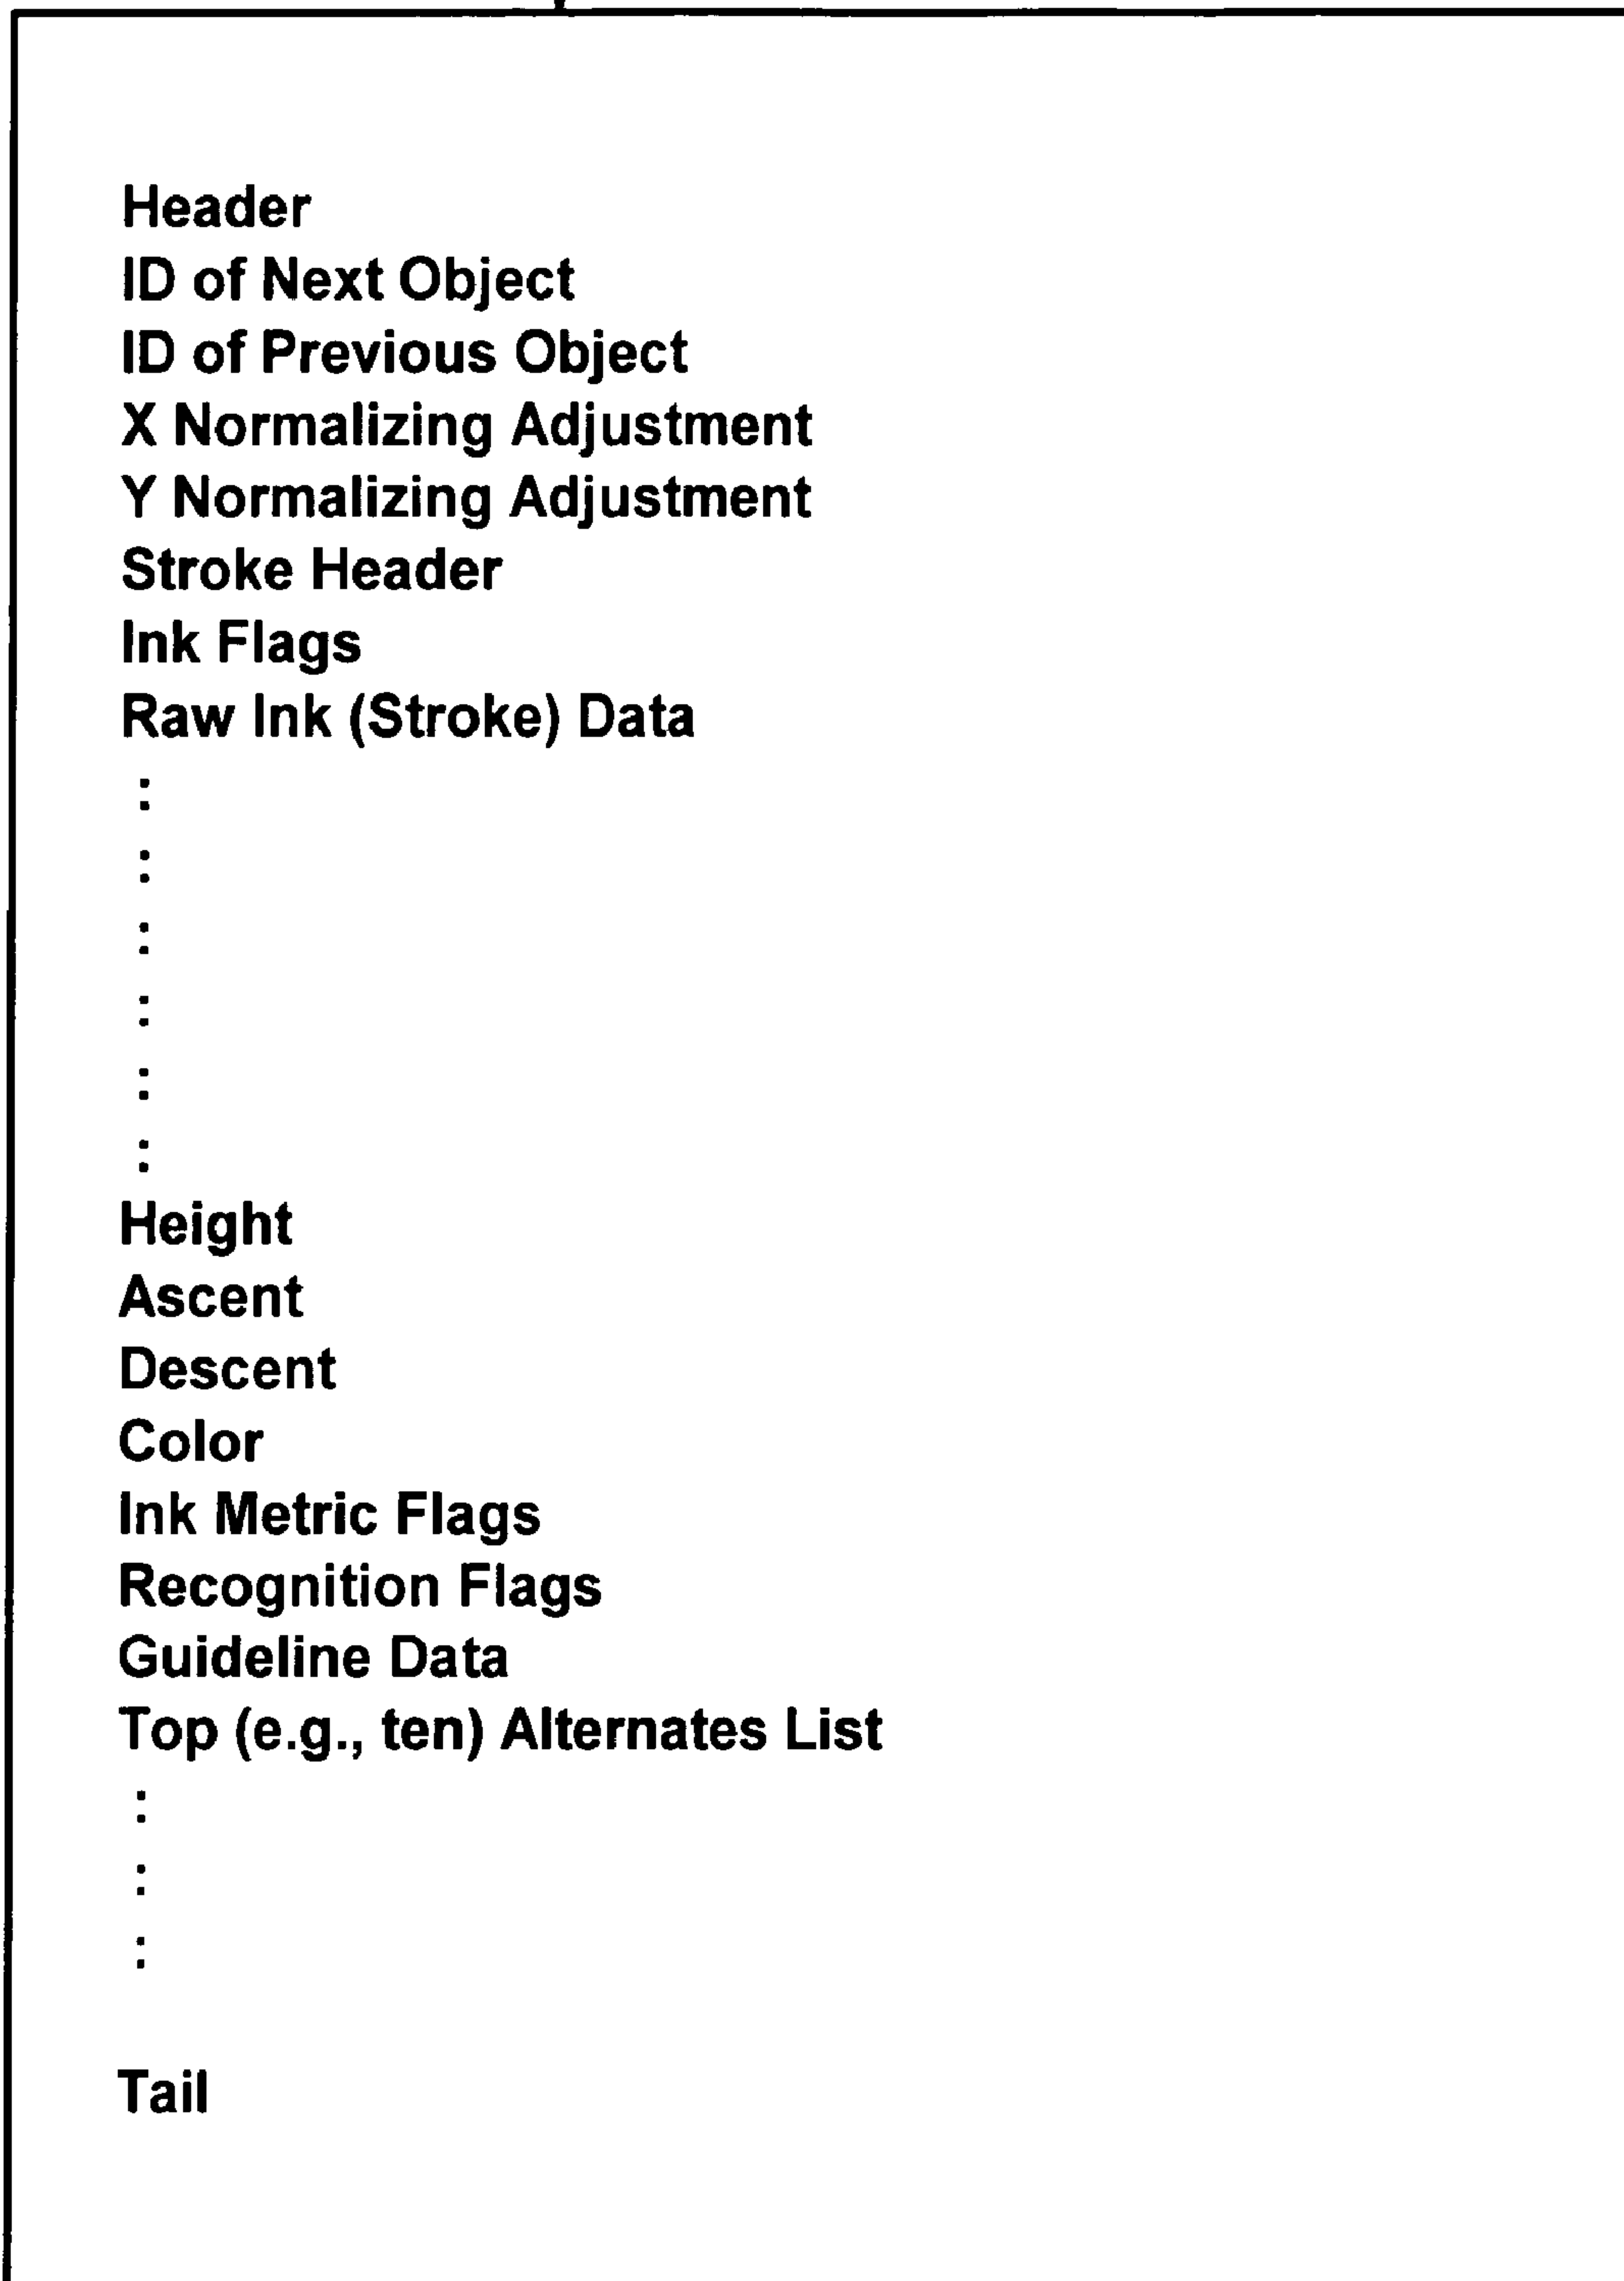 Header
ID of Next Object
ID of Previous Object
X Normalizing Adjustment
Y Normalizing Adjustment
Stroke Header
Ink Flags
Raw Ink (Stroke) Data
:
:
:
:
:
:
Height
Ascent
Descent
Color
Ink Metric Flags
Recognition Flags
Guideline Data
Top (e.g., ten) Alternates List
:
:
:
Tail